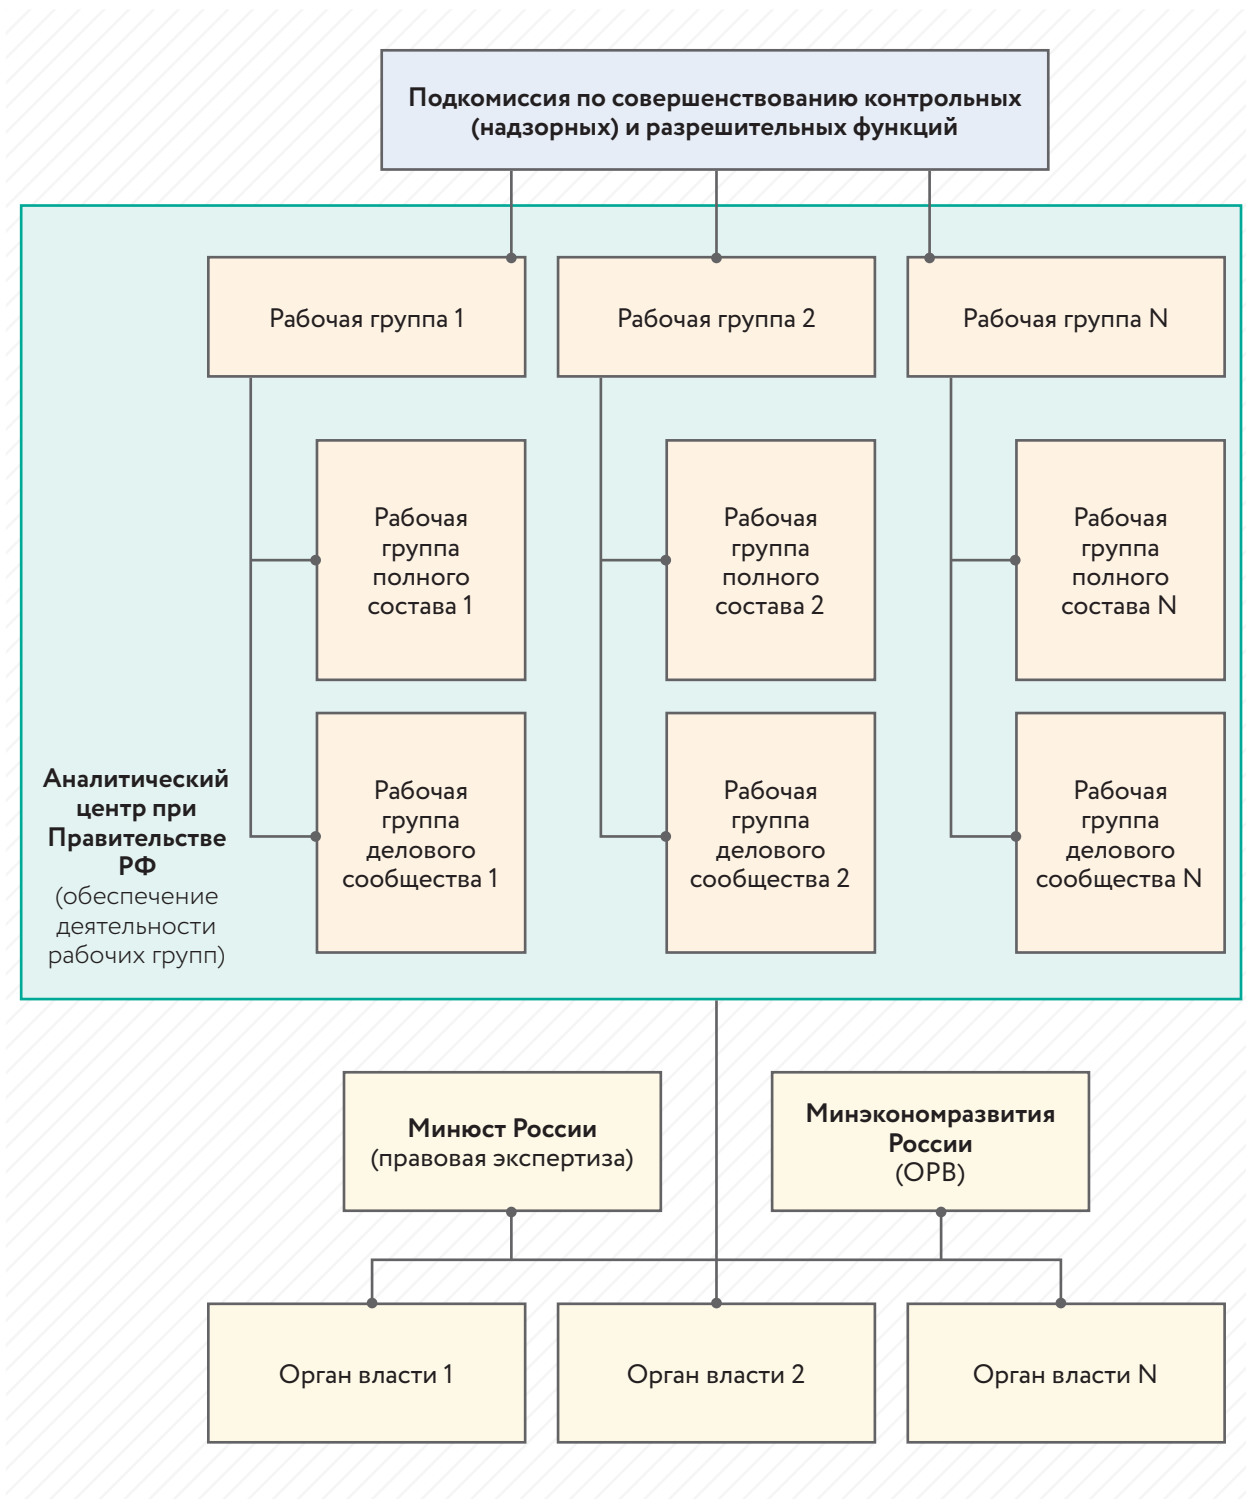 Подкомиссия по совершенствованию контрольных
(надзорных) и разрешительных функций
Рабочая группа 1
Рабочая группа 2
Рабочая группа N
Рабочая
группа
полного
состава 1
Рабочая
группа
полного
состава 2
Рабочая
группа
полного
состава N
Аналитический
центр при
Правительстве
РФ
(обеспечение
деятельности
рабочих групп)
Рабочая
группа
делового
сообщества 1
Рабочая
группа
делового
сообщества 2
Рабочая
группа
делового
сообщества N
Минюст России
(правовая экспертиза)
Минэкономразвития
России
(ОРВ)
Орган власти 1
Орган власти 2
Орган власти N